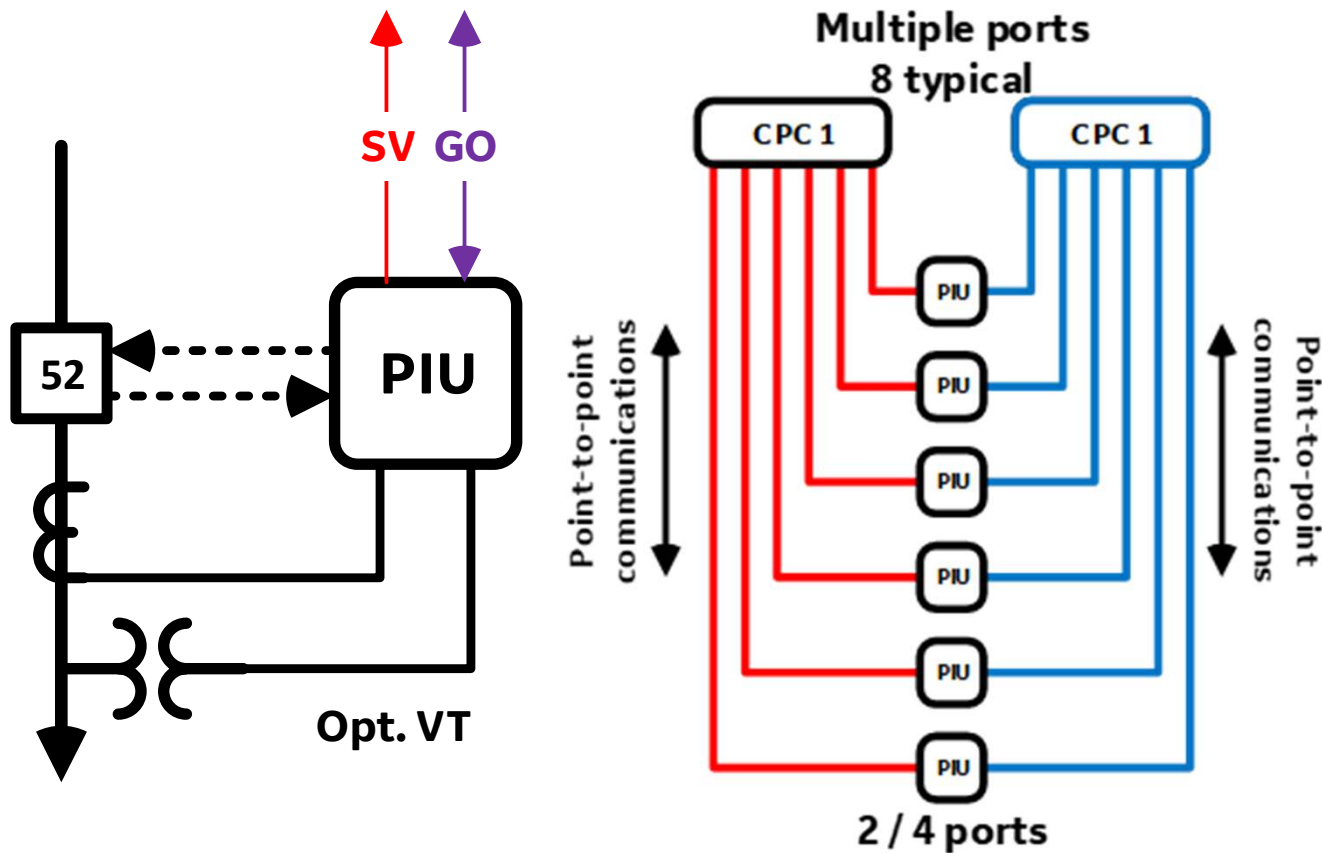 SV GO
52
PIU
Opt. VT
Multiple ports
8 typical
CPC 1
CPC 1
Point-to-point
communications
PIU
PIU
PIU
PIU
PIU
PIU
Point-to-point
communications
2 / 4 ports